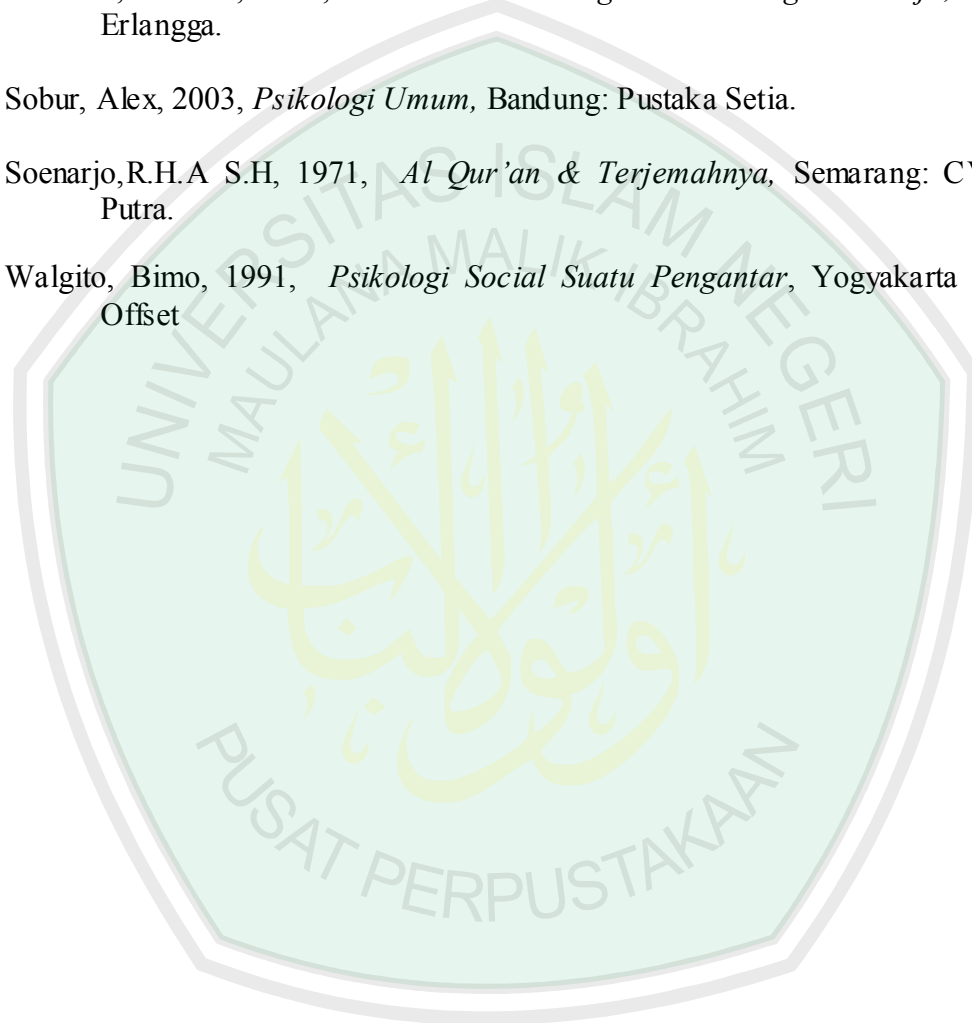 Erlangga.
Sobur, Alex, 2003, Psikologi Umum, Bandung: Pustaka Setia.
Soenarjo,R.H.A S.H, 1971, Al Qur’an & Terjemahnya, Semarang:
Putra.
Walgito, Bimo, 1991, Psikologi Social Suatu Pengantar, Yogyakarta
Offset
UNIVERSITAS ISLAM NEGERI
MAULANA MALIK IBRAHIM
PUSAT PERPUSTAKAAN